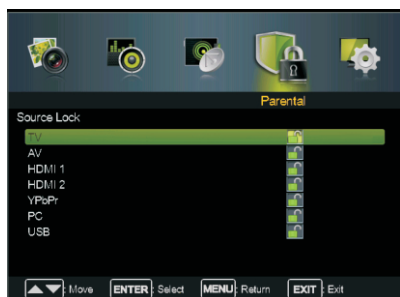 Parental
Source Lock
TV
AV
HDMI 1
HDMI 2
YPbPr
PC
USB
▲▼: Move ENTER: Select MENU: Return EXIT: Exit